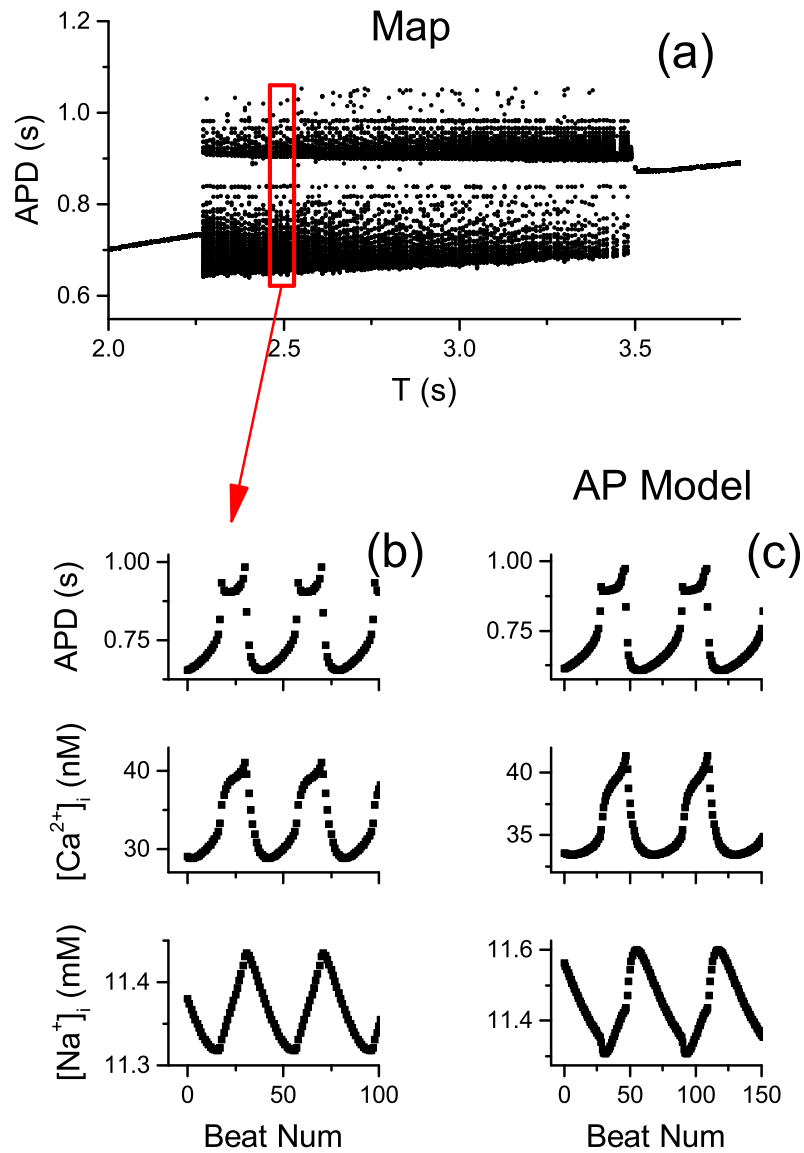 Map
(a)
1.2
1.0
0.8
0.6
APD (s)
2.0 2.5 3.0 3.5
T (s)
AP Model
(b)
(c)
1.00
0.75
APD (s)
1.00
0.75
40
30
[Ca²⁺]ᵢ (nM)
40
35
11.4
11.3
[Na⁺]ᵢ (mM)
11.6
11.4
0 50 100
0 50 100 150
Beat Num
Beat Num